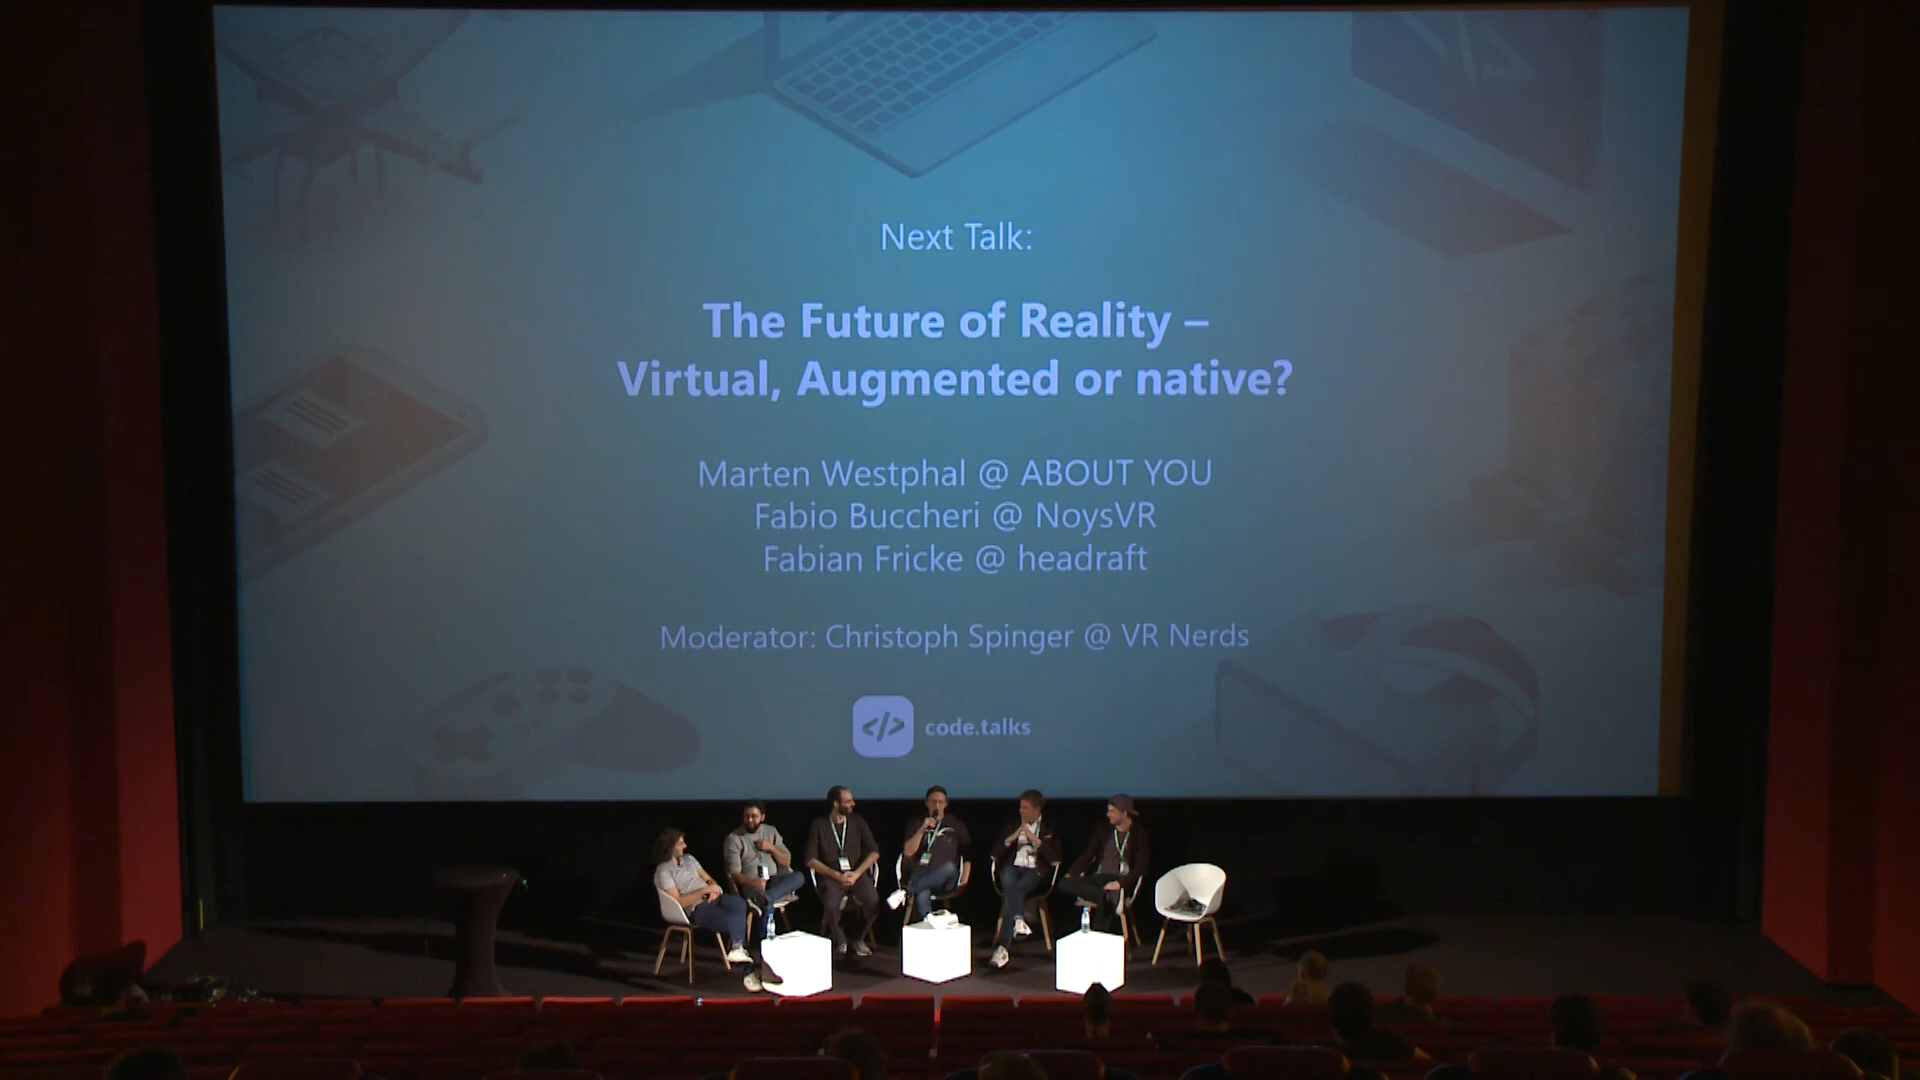 Next Talk:
The Future of Reality –
Virtual, Augmented or native?
Marten Westphal @ ABOUT YOU
Fabio Buccheri @ NoysVR
Fabian Fricke @ headraft
Moderator: Christoph Spinger @ VR Nerds
</> code.talks